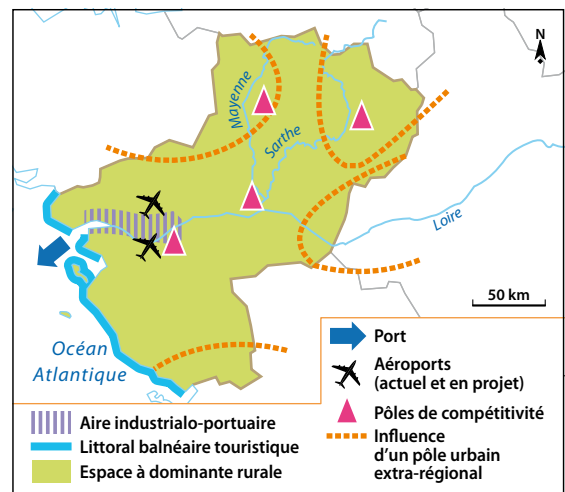 N
Mayenne
Sarthe
Loire
50 km
Océan
Atlantique
Port
Aéroports
(actuel et en projet)
Pôles de compétitivité
Influence
d'un pôle urbain
extra-régional
Aire industrialo-portuaire
Littoral balnéaire touristique
Espace à dominante rurale